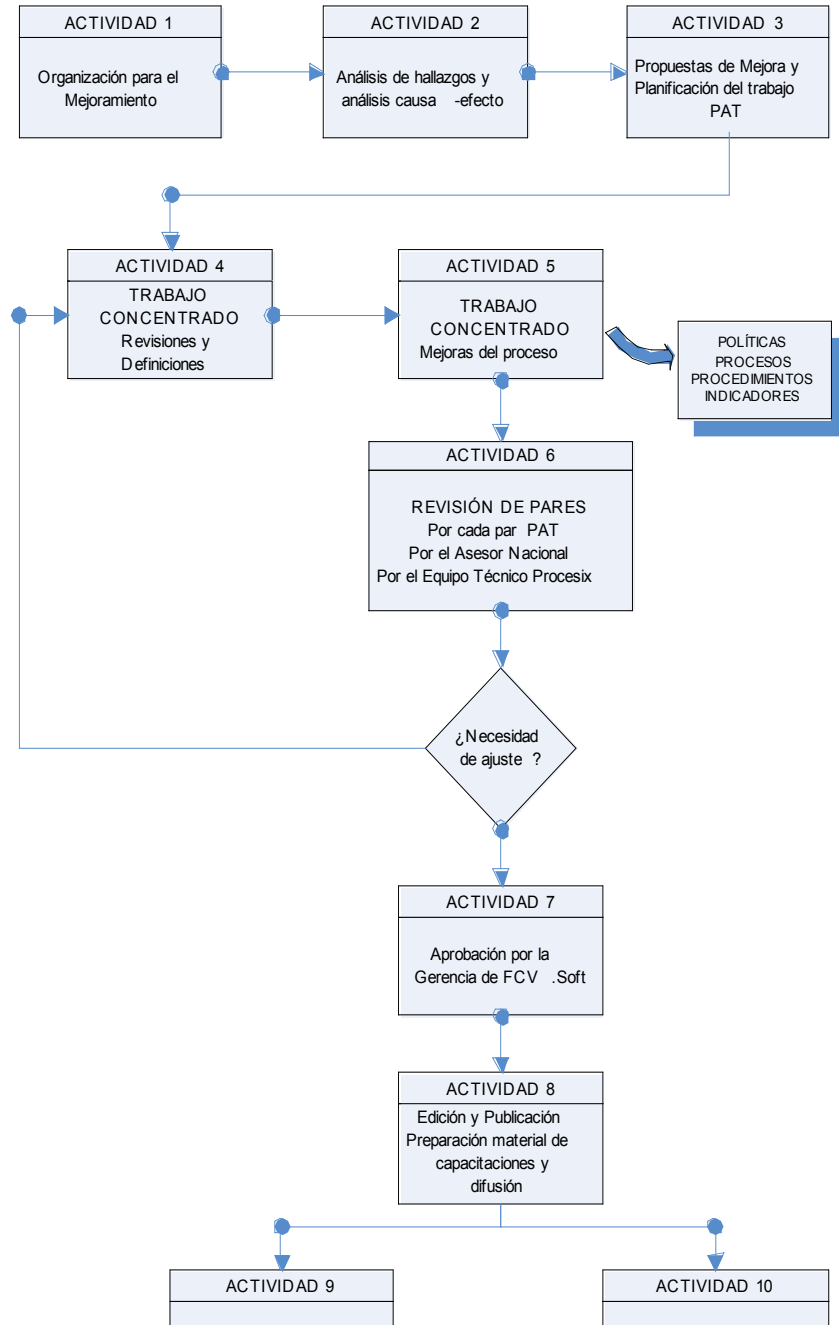 ACTIVIDAD 1
Organización para el
Mejoramiento
ACTIVIDAD 2
Análisis de hallazgos y
análisis causa -efecto
ACTIVIDAD 3
Propuestas de Mejora y
Planificación del trabajo
PAT
ACTIVIDAD 4
TRABAJO
CONCENTRADO
Revisiones y
Definiciones
ACTIVIDAD 5
TRABAJO
CONCENTRADO
Mejoras del proceso
POLÍTICAS
PROCESOS
PROCEDIMIENTOS
INDICADORES
ACTIVIDAD 6
REVISIÓN DE PARES
Por cada par PAT
Por el Asesor Nacional
Por el Equipo Técnico Procesix
¿Necesidad
de ajuste ?
ACTIVIDAD 7
Aprobación por la
Gerencia de FCV .Soft
ACTIVIDAD 8
Edición y Publicación
Preparación material de
capacitaciones y
difusión
ACTIVIDAD 9
ACTIVIDAD 10